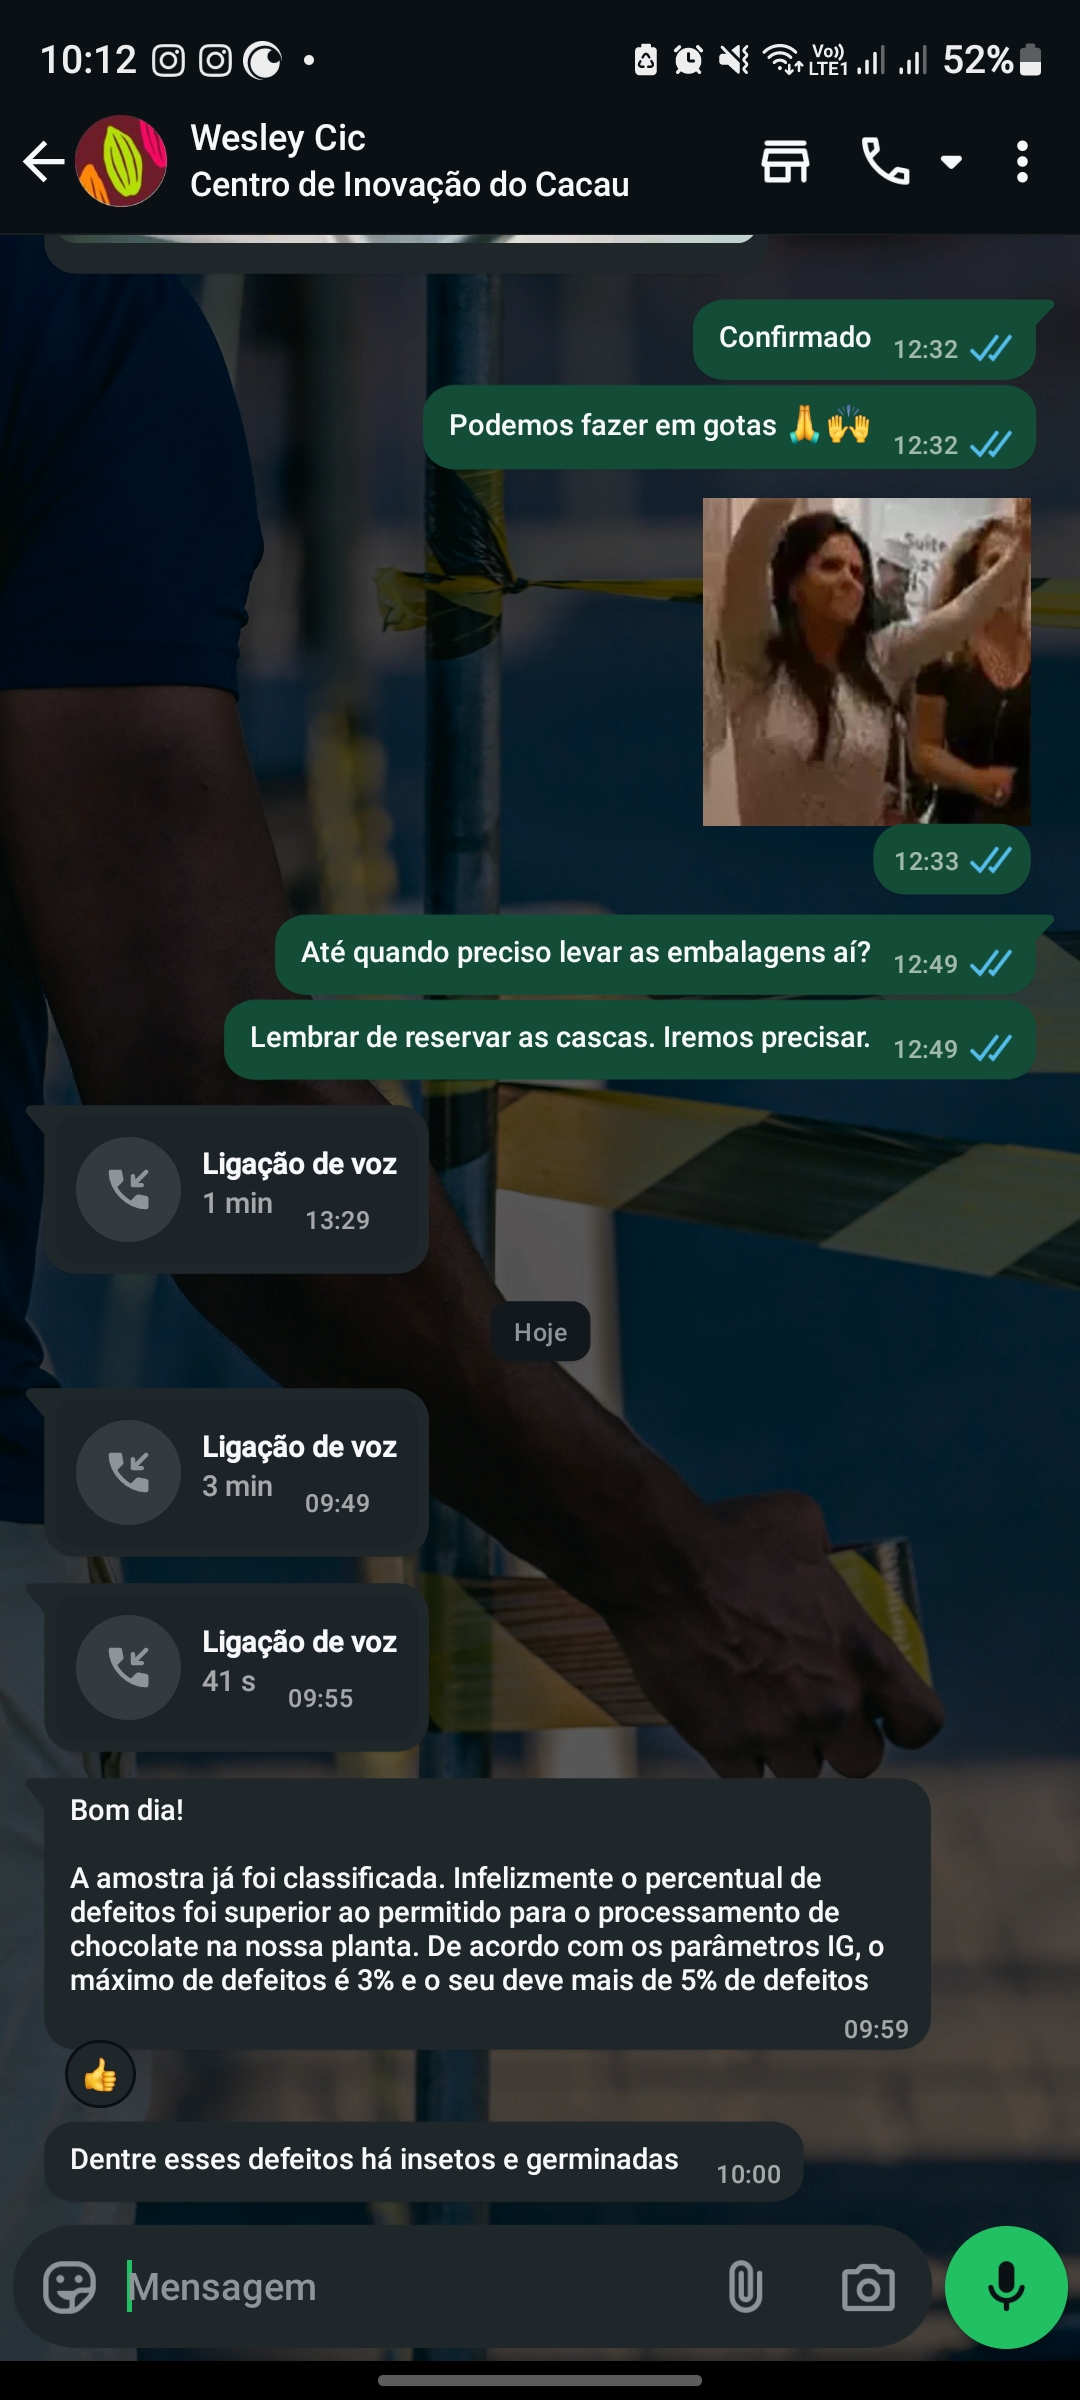 10:12
Vo)) LTE1
52%
Wesley Cic
Centro de Inovação do Cacau
Confirmado 12:32
Podemos fazer em gotas 🙏🙌 12:32
Suite
12:33
Até quando preciso levar as embalagens aí? 12:49
Lembrar de reservar as cascas. Iremos precisar. 12:49
Ligação de voz
1 min 13:29
Hoje
Ligação de voz
3 min 09:49
Ligação de voz
41 s 09:55
Bom dia!
A amostra já foi classificada. Infelizmente o percentual de
defeitos foi superior ao permitido para o processamento de
chocolate na nossa planta. De acordo com os parâmetros IG, o
máximo de defeitos é 3% e o seu deve mais de 5% de defeitos
09:59
👍
Dentre esses defeitos há insetos e germinadas 10:00
Mensagem